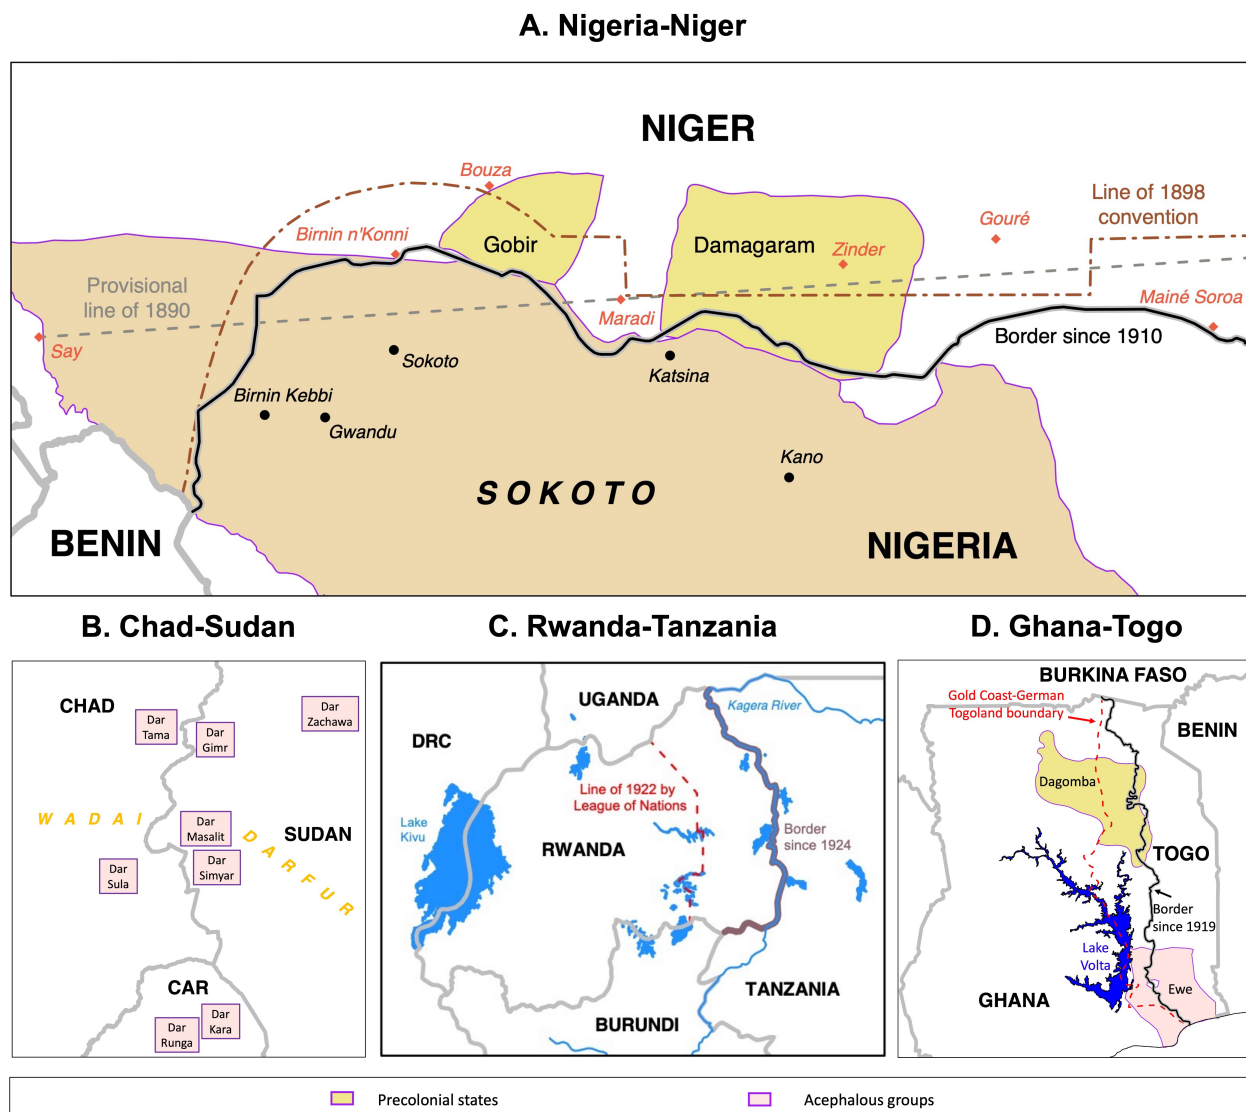 A. Nigeria-Niger
NIGER
Bouza
Line of 1898
convention
Gouré
Birnin n'Konni
Gobir
Damagaram
Zinder
Provisional
line of 1890
Mainé Soroa
Maradi
Border since 1910
Say
Sokoto
Katsina
Birnin Kebbi
Gwandu
Kano
SOKOTO
BENIN
NIGERIA
B. Chad-Sudan
CHAD
Dar
Tama
Dar
Gimr
Dar
Zachawa
WADAI
Dar
Masalit
SUDAN
DARFUR
Dar
Sula
Dar
Simyar
CAR
Dar
Kara
Dar
Runga
C. Rwanda-Tanzania
UGANDA
Kagera River
DRC
Line of 1922 by
League of Nations
Lake
Kivu
RWANDA
Border
since 1924
TANZANIA
BURUNDI
D. Ghana-Togo
BURKINA FASO
Gold Coast-German
Togoland boundary
BENIN
Dagomba
TOGO
Border
since 1919
Lake
Volta
Ewe
GHANA
Precolonial states
Acephalous groups